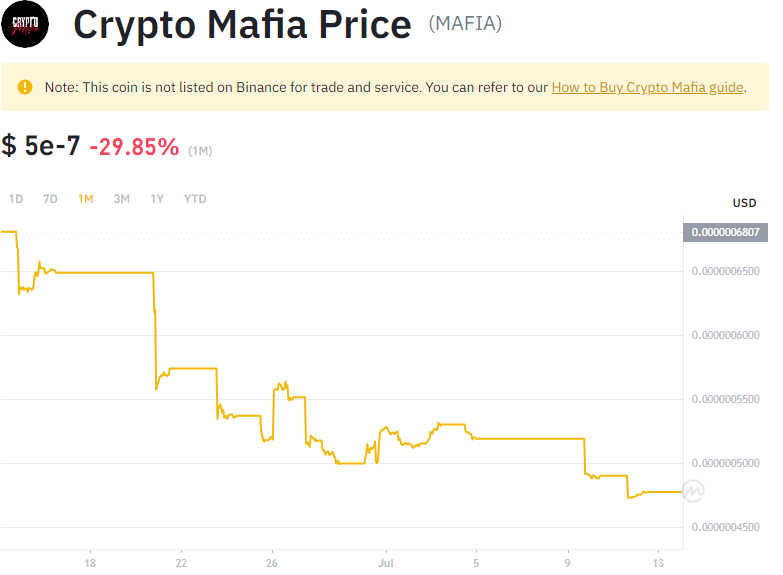 CRYPTO
Mafia
Crypto Mafia Price (MAFIA)
Note: This coin is not listed on Binance for trade and service. You can refer to our How to Buy Crypto Mafia guide.
$ 5e-7 -29.85% (1M)
1D 7D 1M 3M 1Y YTD
USD
0.0000006807
0.0000006500
0.0000006000
0.0000005500
0.0000005000
0.0000004500
18 22 26 Jul 5 9 13